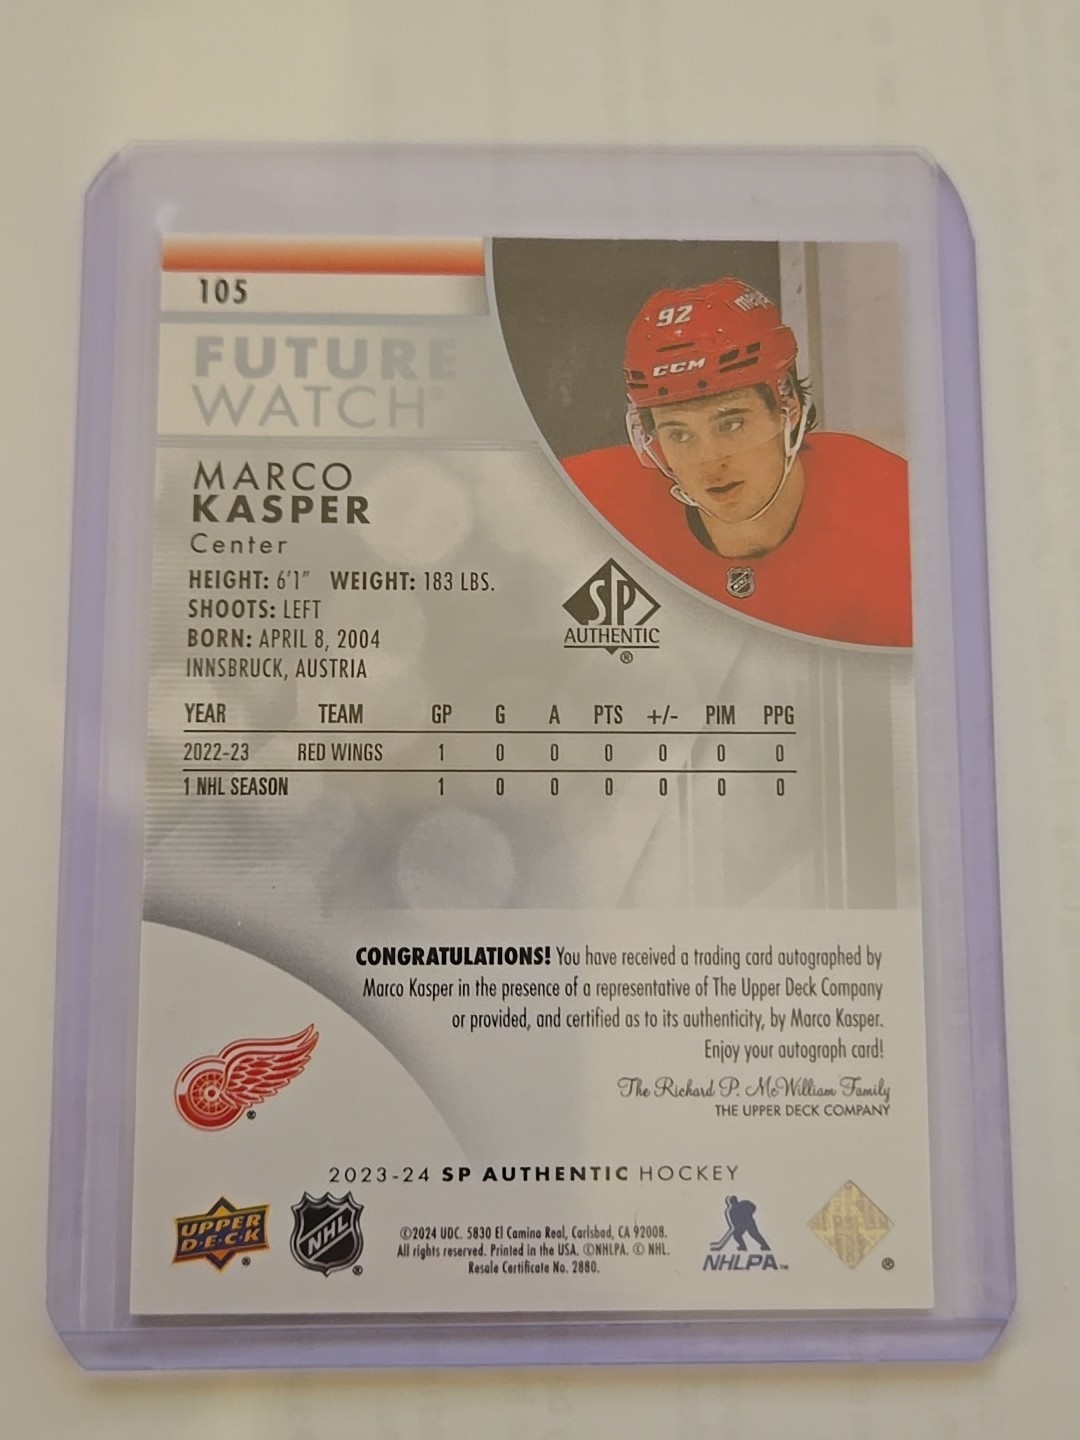 105
FUTURE
WATCH®
92
CCM
MARCO
KASPER
Center
HEIGHT: 6'1" WEIGHT: 183 LBS.
SHOOTS: LEFT
BORN: APRIL 8, 2004
INNSBRUCK, AUSTRIA
SP
AUTHENTIC
®
YEAR TEAM GP G A PTS +/- PIM PPG
2022-23 RED WINGS 1 0 0 0 0 0 0
1 NHL SEASON 1 0 0 0 0 0 0
CONGRATULATIONS! You have received a trading card autographed by
Marco Kasper in the presence of a representative of The Upper Deck Company
or provided, and certified as to its authenticity, by Marco Kasper.
Enjoy your autograph card!
The Richard P. McWilliam Family
THE UPPER DECK COMPANY
®
2023-24 SP AUTHENTIC HOCKEY
UPPER
DECK®
NHL®
©2024 UDC. 5830 El Camino Real, Carlsbad, CA 92008.
All rights reserved. Printed in the USA. ©NHLPA. © NHL.
Resale Certificate No. 2880.
NHLPA™
®